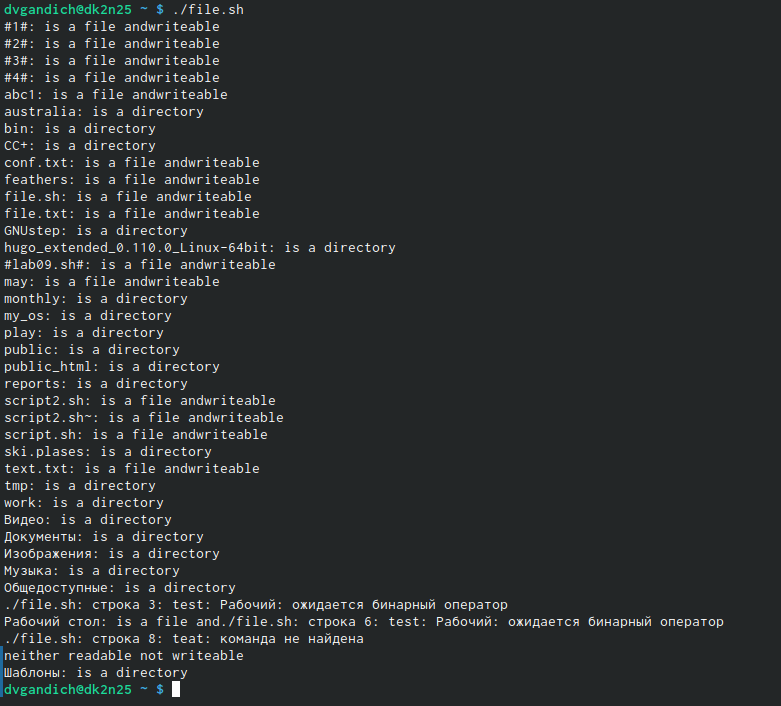 dvgandich@dk2n25 ~ $ ./file.sh
#1#: is a file andwriteable
#2#: is a file andwriteable
#3#: is a file andwriteable
#4#: is a file andwriteable
abc1: is a file andwriteable
australia: is a directory
bin: is a directory
CC+: is a directory
conf.txt: is a file andwriteable
feathers: is a file andwriteable
file.sh: is a file andwriteable
file.txt: is a file andwriteable
GNUstep: is a directory
hugo_extended_0.110.0_Linux-64bit: is a directory
#lab09.sh#: is a file andwriteable
may: is a file andwriteable
monthly: is a directory
my_os: is a directory
play: is a directory
public: is a directory
public_html: is a directory
reports: is a directory
script2.sh: is a file andwriteable
script2.sh~: is a file andwriteable
script.sh: is a file andwriteable
ski.plases: is a directory
text.txt: is a file andwriteable
tmp: is a directory
work: is a directory
Видео: is a directory
Документы: is a directory
Изображения: is a directory
Музыка: is a directory
Общедоступные: is a directory
./file.sh: строка 3: test: Рабочий: ожидается бинарный оператор
Рабочий стол: is a file and./file.sh: строка 6: test: Рабочий: ожидается бинарный оператор
./file.sh: строка 8: teat: команда не найдена
neither readable not writeable
Шаблоны: is a directory
dvgandich@dk2n25 ~ $